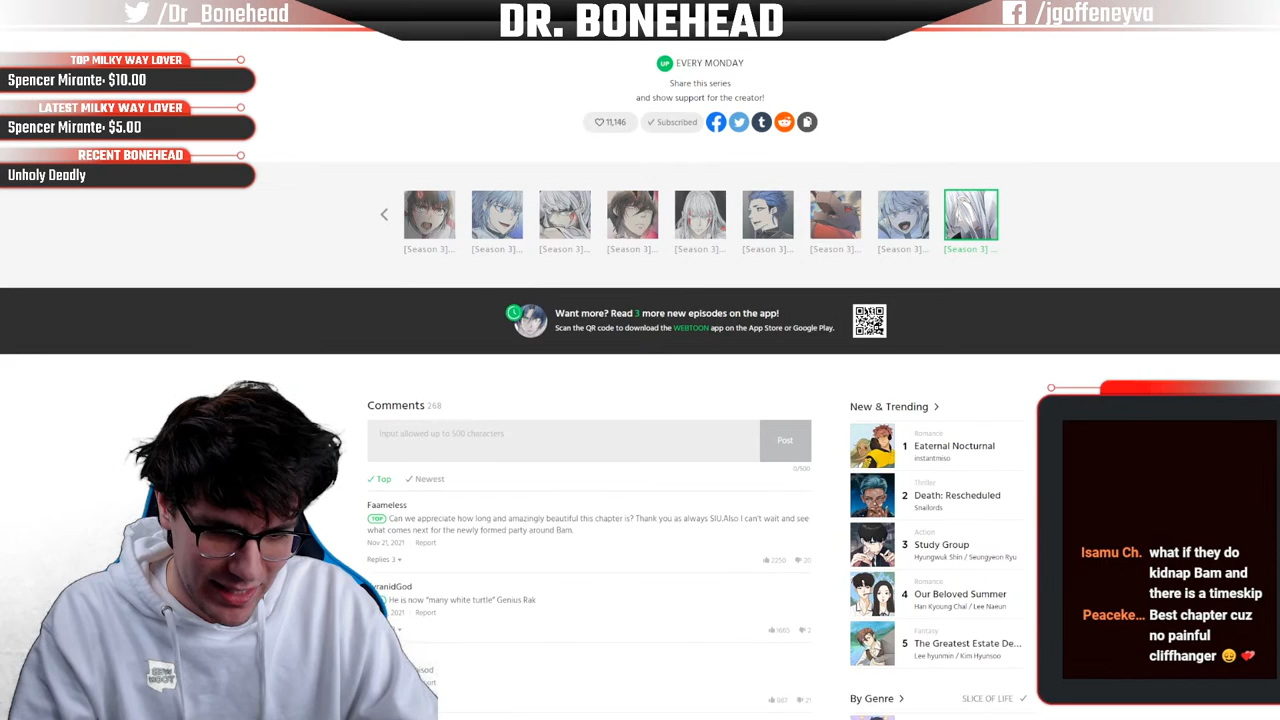 /Dr_Bonehead
DR. BONEHEAD
/jgoffeneyva
TOP MILKY WAY LOVER
Spencer Mirante: $10.00
LATEST MILKY WAY LOVER
Spencer Mirante: $5.00
RECENT BONEHEAD
Unholy Deadly
UP EVERY MONDAY
Share this series
and show support for the creator!
11,146
Subscribed
[Season 3]...
[Season 3]...
[Season 3]...
[Season 3]...
[Season 3]...
[Season 3]...
[Season 3]...
[Season 3]...
[Season 3] ...
Want more? Read 3 more new episodes on the app!
Scan the QR code to download the WEBTOON app on the App Store or Google Play.
Comments 268
Input allowed up to 500 characters
Post
0/500
Top
Newest
Faameless
TOP Can we appreciate how long and amazingly beautiful this chapter is? Thank you as always SIU.Also I can't wait and see
what comes next for the newly formed party around Bam.
Nov 21, 2021
Report
Replies 3
2250
20
yranidGod
He is now "many white turtle" Genius Rak
2021
Report
1665
2
987
21
New & Trending
Romance
1 Eaternal Nocturnal
instantmiso
Thriller
2 Death: Rescheduled
Snailords
Action
3 Study Group
Hyungwuk Shin / Seungyeon Ryu
Romance
4 Our Beloved Summer
Han Kyoung Chal / Lee Naeun
Fantasy
5 The Greatest Estate De...
Lee hyunmin / Kim Hyunsoo
By Genre
SLICE OF LIFE
Isamu Ch. what if they do
kidnap Bam and
there is a timeskip
Peaceke... Best chapter cuz
no painful
cliffhanger 😔 💔